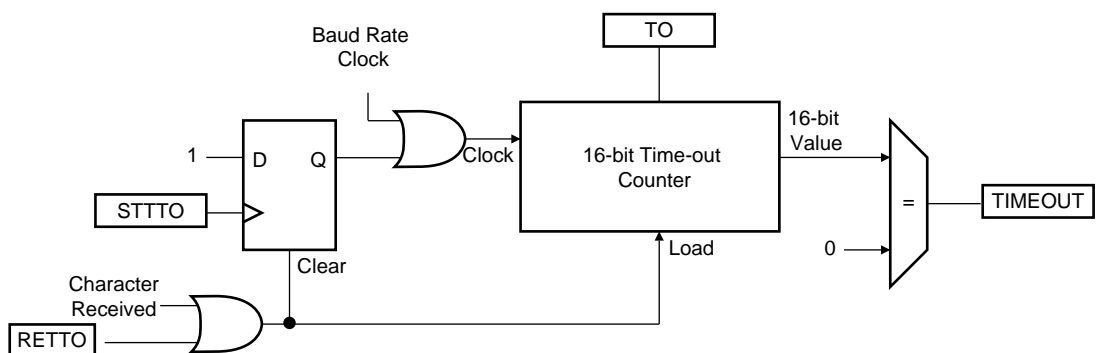 TO
Baud Rate
Clock
16-bit
Value
1
D
Q
Clock
16-bit Time-out
Counter
STTTO
=
TIMEOUT
0
Clear
Load
Character
Received
RETTO